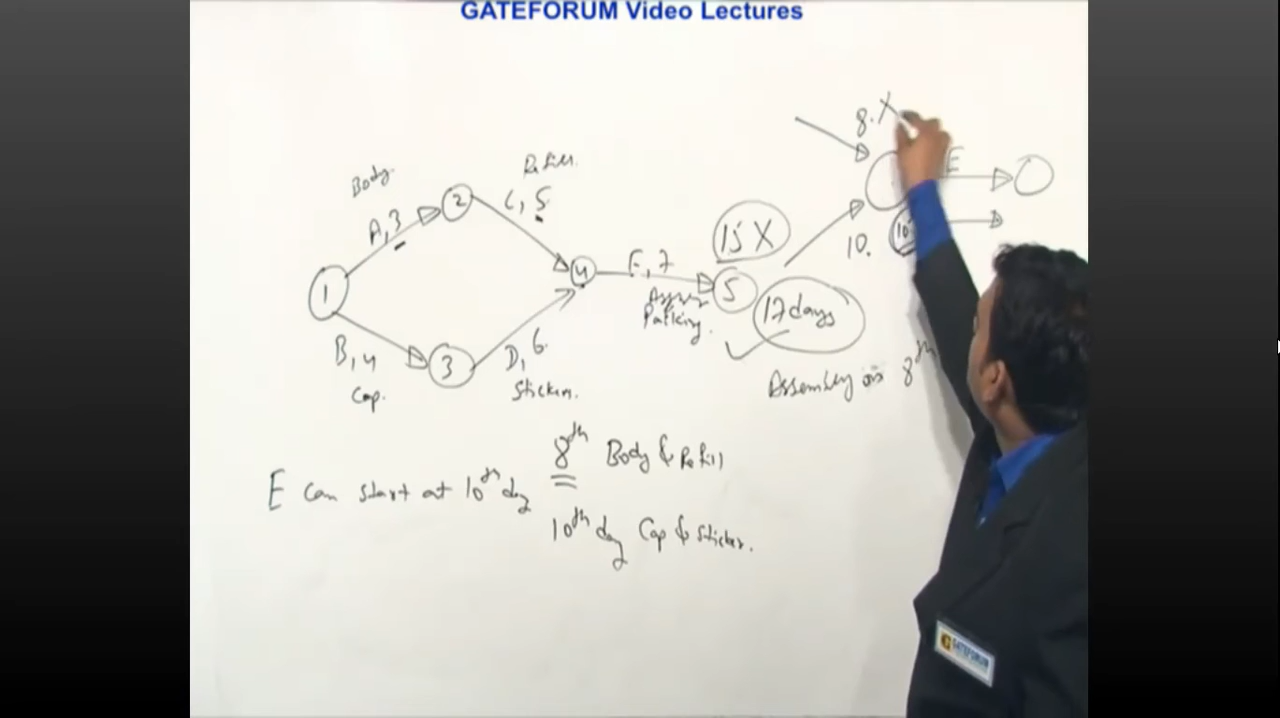 GATEFORUM Video Lectures
8. X
Body.
Refill.
A, 3
2
C, 5
E
15 X
10.
10
1
4
E, 7
5
17 days
Packing.
B, 4
3
D, 6.
Assembly on 8th
Cap.
Sticker.
8th Body & Refill
E Can start at 10th day
10th day Cap & Sticker.
GATEFORUM